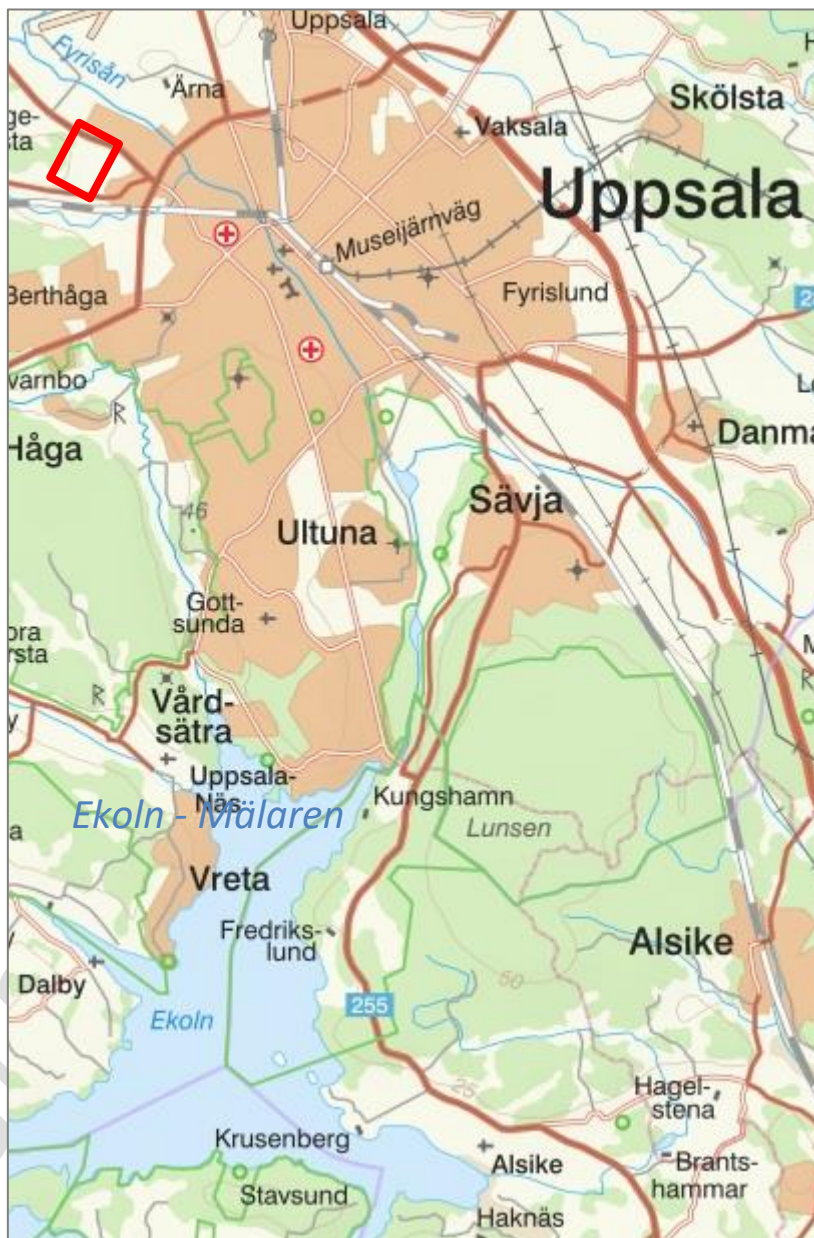 Uppsala
Fyrisån
Ärna
Skölsta
Vaksala
Uppsala
Museijärnväg
Berthåga
Fyrislund
varnbo
Danma
Håga
Sävja
46
Ultuna
Gott-
sunda
rsta
Vård-
sätra
Uppsala-
Näs
Kungshamn
Ekoln - Mälaren
Lunsen
Vreta
Fredriks-
lund
Alsike
50
Dalby
255
Ekoln
25
Hagel-
stena
Krusenberg
Alsike
Brants-
hammar
Stavsund
Haknäs